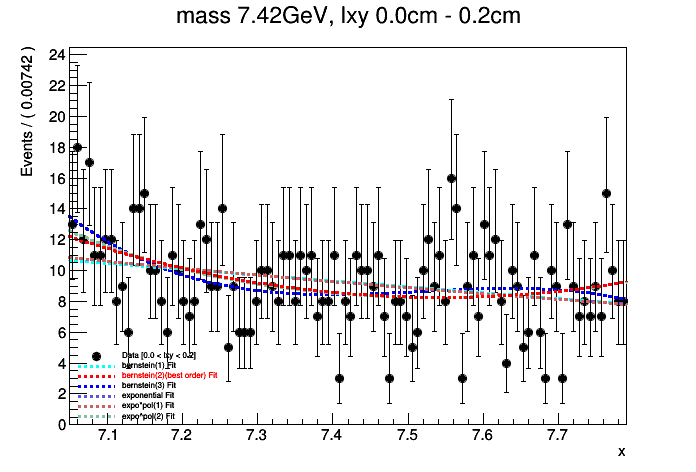 mass 7.42GeV, lxy 0.0cm - 0.2cm
Events / ( 0.00742 )
24
22
20
18
16
14
12
10
8
6
4
2
0
Data [0.0 < lxy < 0.2]
bernstein(1) Fit
bernstein(2)(best order) Fit
bernstein(3) Fit
exponential Fit
expo*pol(1) Fit
expo*pol(2) Fit
7.1 7.2 7.3 7.4 7.5 7.6 7.7
x